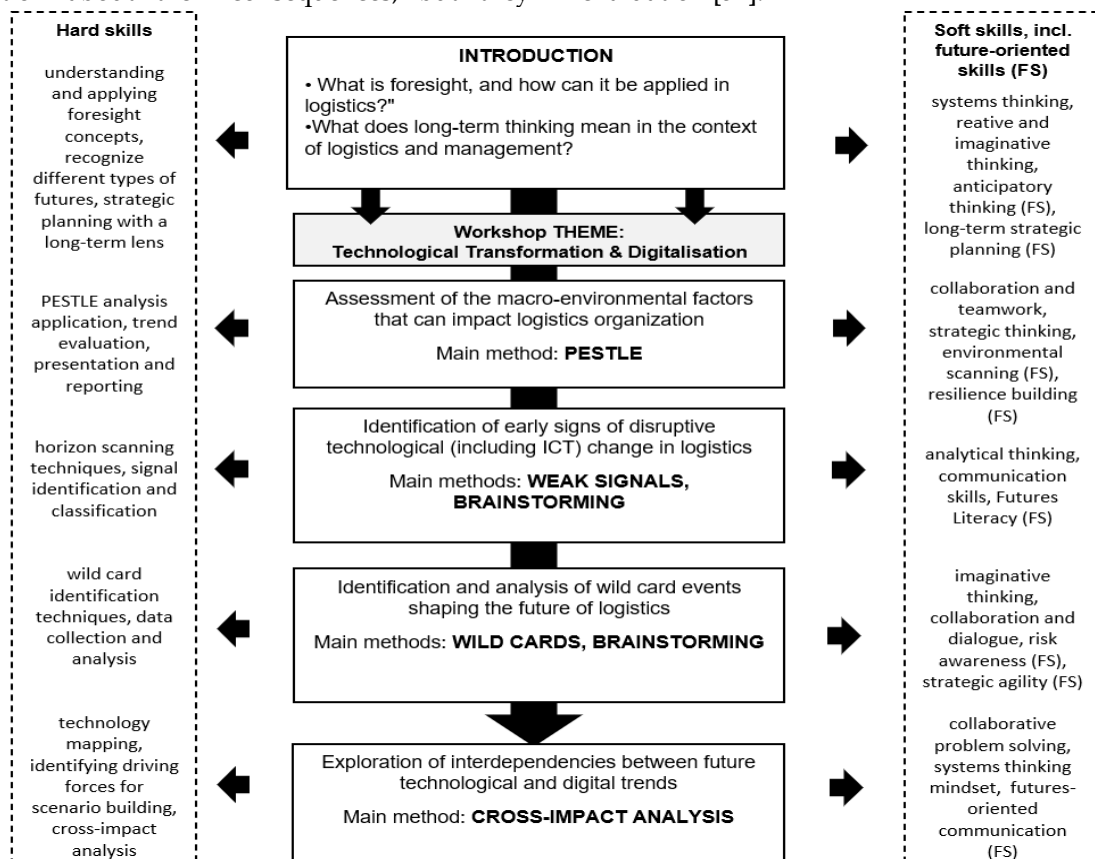 Hard skills
understanding
and applying
foresight
concepts,
recognize
different types of
futures, strategic
planning with a
long-term lens
INTRODUCTION
• What is foresight, and how can it be applied in
logistics?"
•What does long-term thinking mean in the context
of logistics and management?
Soft skills, incl.
future-oriented
skills (FS)
systems thinking,
reative and
imaginative
thinking,
anticipatory
thinking (FS),
long-term strategic
planning (FS)
Workshop THEME:
Technological Transformation & Digitalisation
PESTLE analysis
application, trend
evaluation,
presentation and
reporting
Assessment of the macro-environmental factors
that can impact logistics organization
Main method: PESTLE
collaboration and
teamwork,
strategic thinking,
environmental
scanning (FS),
resilience building
(FS)
horizon scanning
techniques, signal
identification and
classification
Identification of early signs of disruptive
technological (including ICT) change in logistics
Main methods: WEAK SIGNALS,
BRAINSTORMING
analytical thinking,
communication
skills, Futures
Literacy (FS)
wild card
identification
techniques, data
collection and
analysis
Identification and analysis of wild card events
shaping the future of logistics
Main methods: WILD CARDS, BRAINSTORMING
imaginative
thinking,
collaboration and
dialogue, risk
awareness (FS),
strategic agility (FS)
technology
mapping,
identifying driving
forces for
scenario building,
cross-impact
analysis
Exploration of interdependencies between future
technological and digital trends
Main method: CROSS-IMPACT ANALYSIS
collaborative
problem solving,
systems thinking
mindset, futures-
oriented
communication
(FS)